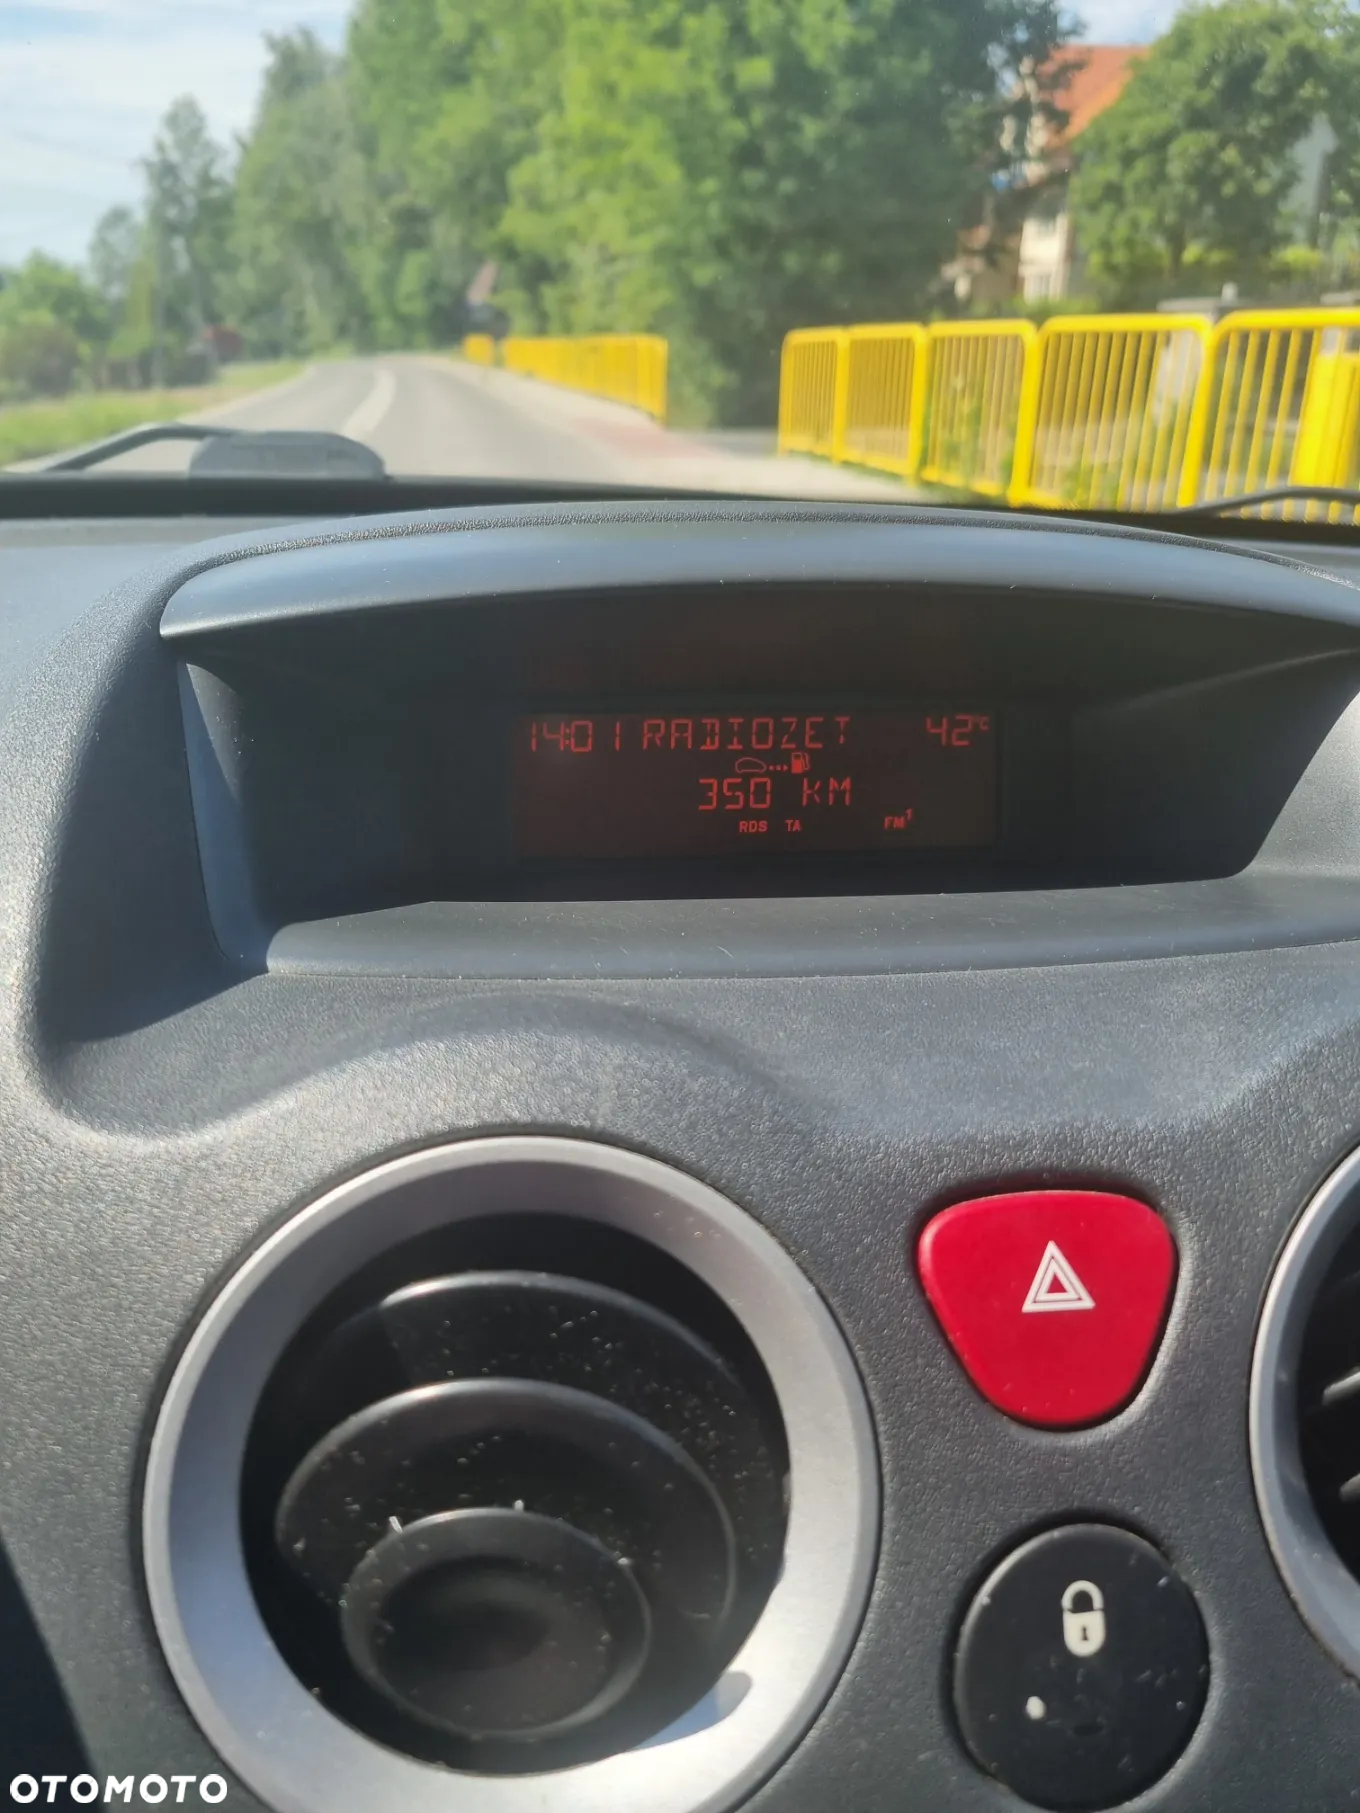 14:01 RADIOZET 42°C
350 KM
RDS TA FM1
OTOMOTO